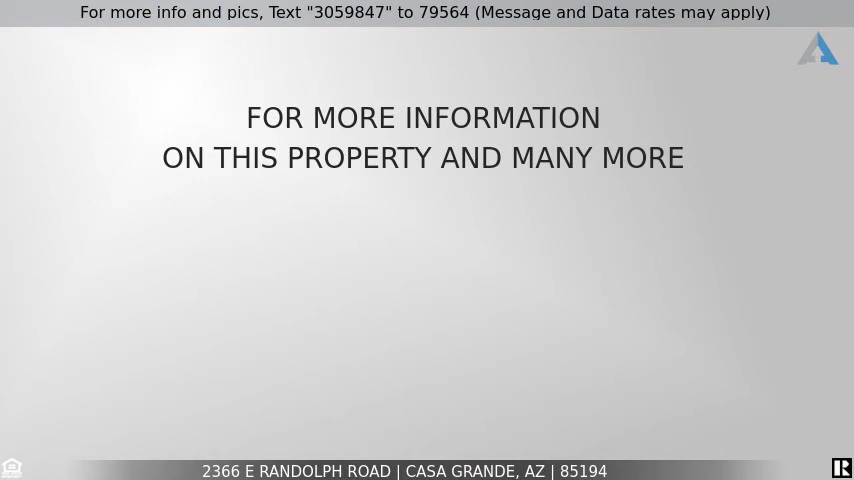 For more info and pics, Text "3059847" to 79564 (Message and Data rates may apply)
FOR MORE INFORMATION
ON THIS PROPERTY AND MANY MORE
2366 E RANDOLPH ROAD | CASA GRANDE, AZ | 85194